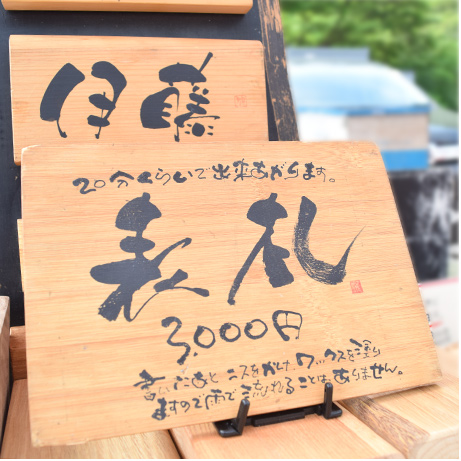 伊藤
20分くらいで出来あがります。
表札
3,000円
書いたあと ニスをかけ、ワックスを塗り
ますので雨で流れることはありません。